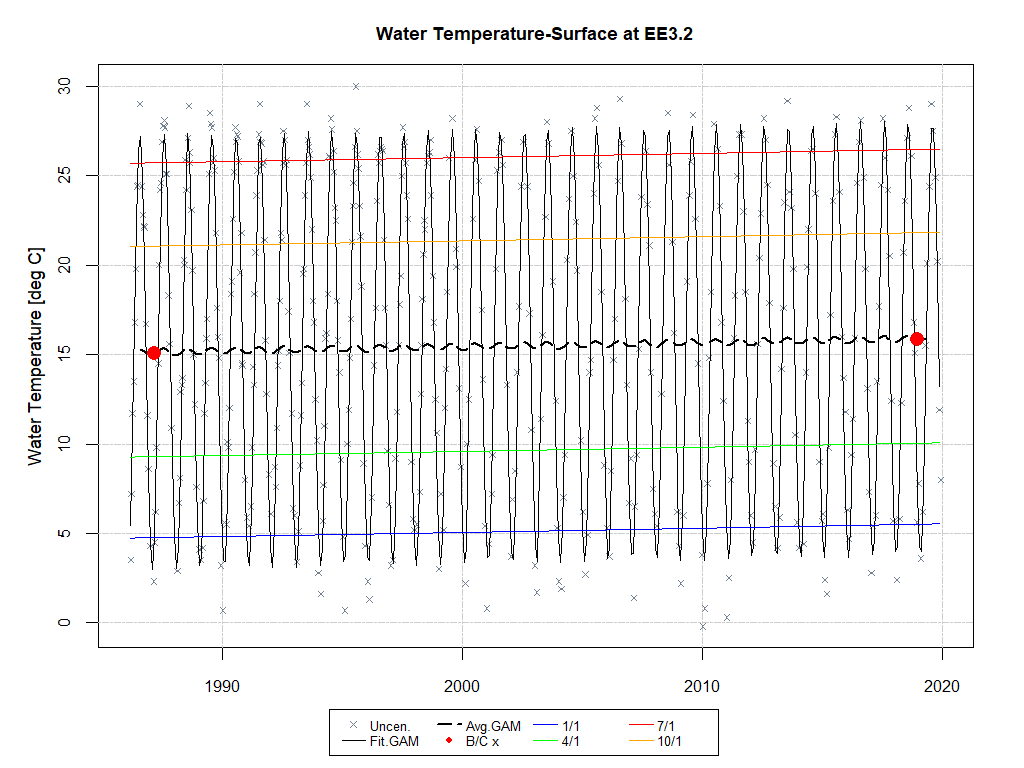 Water Temperature-Surface at EE3.2
Water Temperature [deg C]
30
25
20
15
10
5
0
1990 2000 2010 2020
Uncen. Avg.GAM 1/1 7/1
Fit.GAM B/C x 4/1 10/1